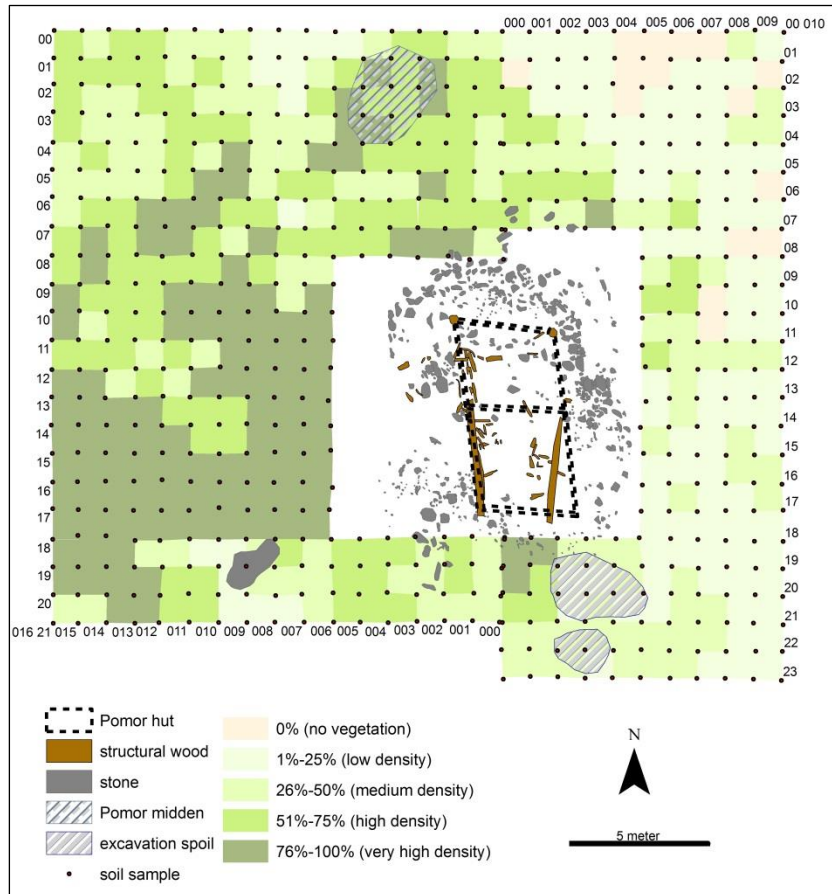 000 001 002 003 004 005 006 007 008 009 00 010
00
01
02
03
04
05
06
07
08
09
10
11
12
13
14
15
16
17
18
19
20
016 21 015 014 013 012 011 010 009 008 007 006 005 004 003 002 001 000
01
02
03
04
05
06
07
08
09
10
11
12
13
14
15
16
17
18
19
20
21
22
23
Pomor hut
structural wood
stone
Pomor midden
excavation spoil
soil sample
0% (no vegetation)
1%-25% (low density)
26%-50% (medium density)
51%-75% (high density)
76%-100% (very high density)
N
5 meter